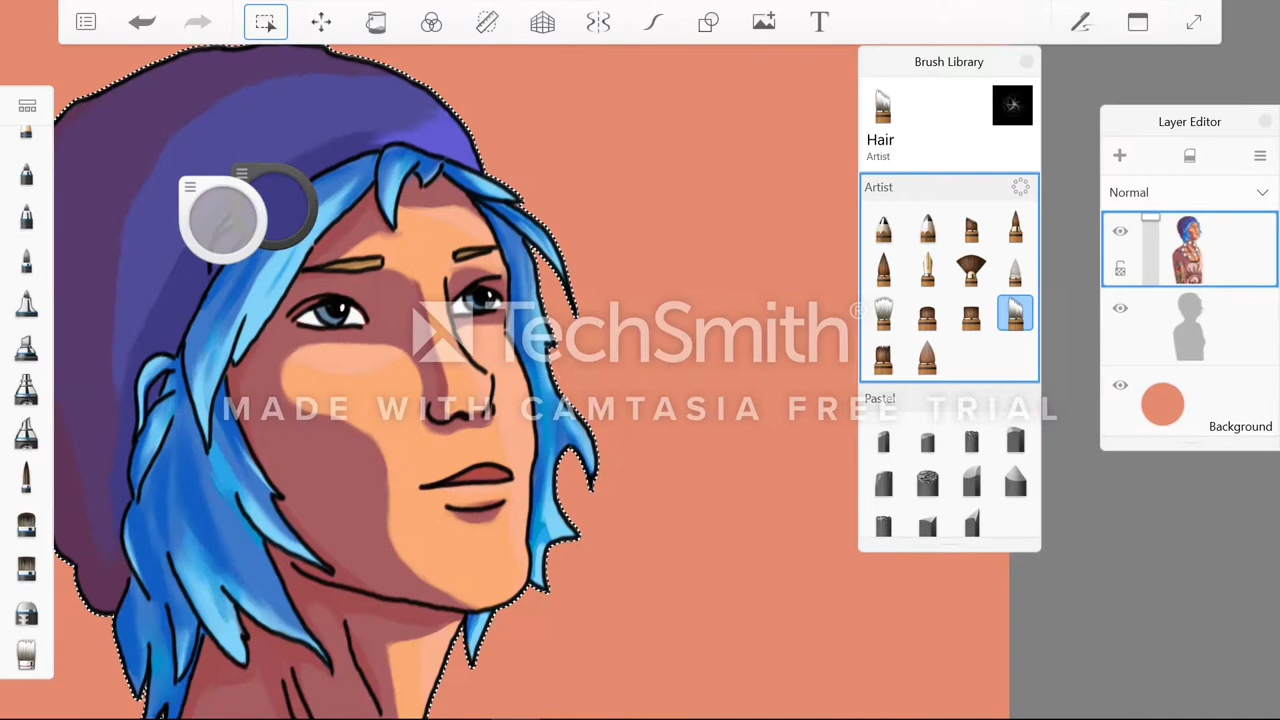 T
Brush Library
Hair
Artist
Artist
Pastel
Layer Editor
Normal
Background
TechSmith®
MADE WITH CAMTASIA FREE TRIAL